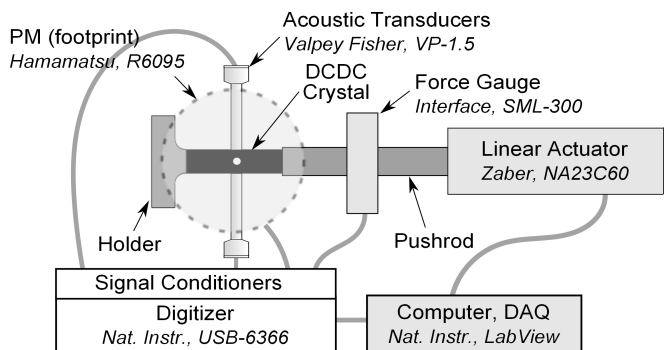 PM (footprint)
Hamamatsu, R6095
Acoustic Transducers
Valpey Fisher, VP-1.5
DCDC
Crystal
Force Gauge
Interface, SML-300
Linear Actuator
Zaber, NA23C60
Holder
Pushrod
Signal Conditioners
Digitizer
Nat. Instr., USB-6366
Computer, DAQ
Nat. Instr., LabView